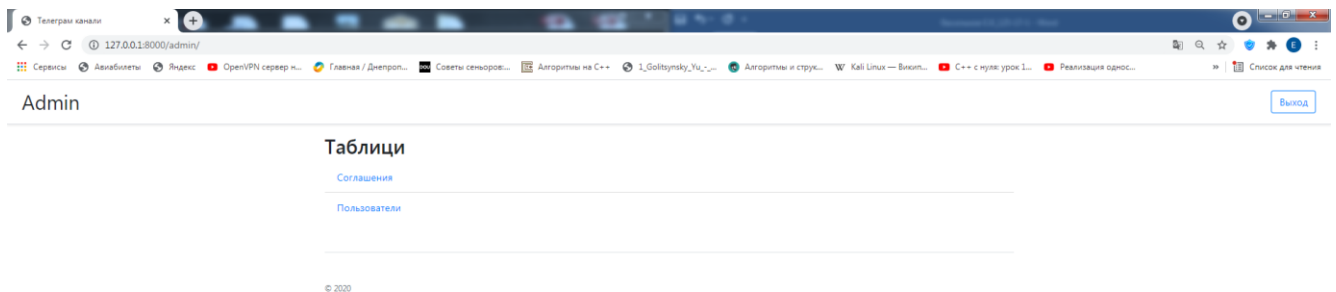 Телеграм канали
127.0.0.1:8000/admin/
Сервисы Авиабилеты Яндекс OpenVPN сервер н... Главная / Днепроп... Советы сеньоров:... Алгоритмы на C++ 1_Golitsynsky_Yu_-_... Алгоритмы и струк... Kali Linux — Викип... C++ с нуля: урок 1... Реализация однос... » Список для чтения
Admin
Выход
Таблици
Соглашения
Пользователи
© 2020